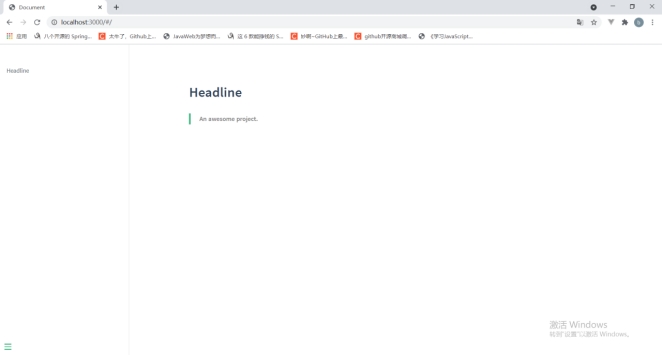 Document
localhost:3000/#/
应用
八个开源的 Spring...
太牛了，Github上...
JavaWeb为梦想而...
这 6 款能挣钱的 S...
妙啊~GitHub上最...
github开源商城项...
《学习JavaScript...
Headline
Headline
An awesome project.
激活 Windows
转到"设置"以激活 Windows。